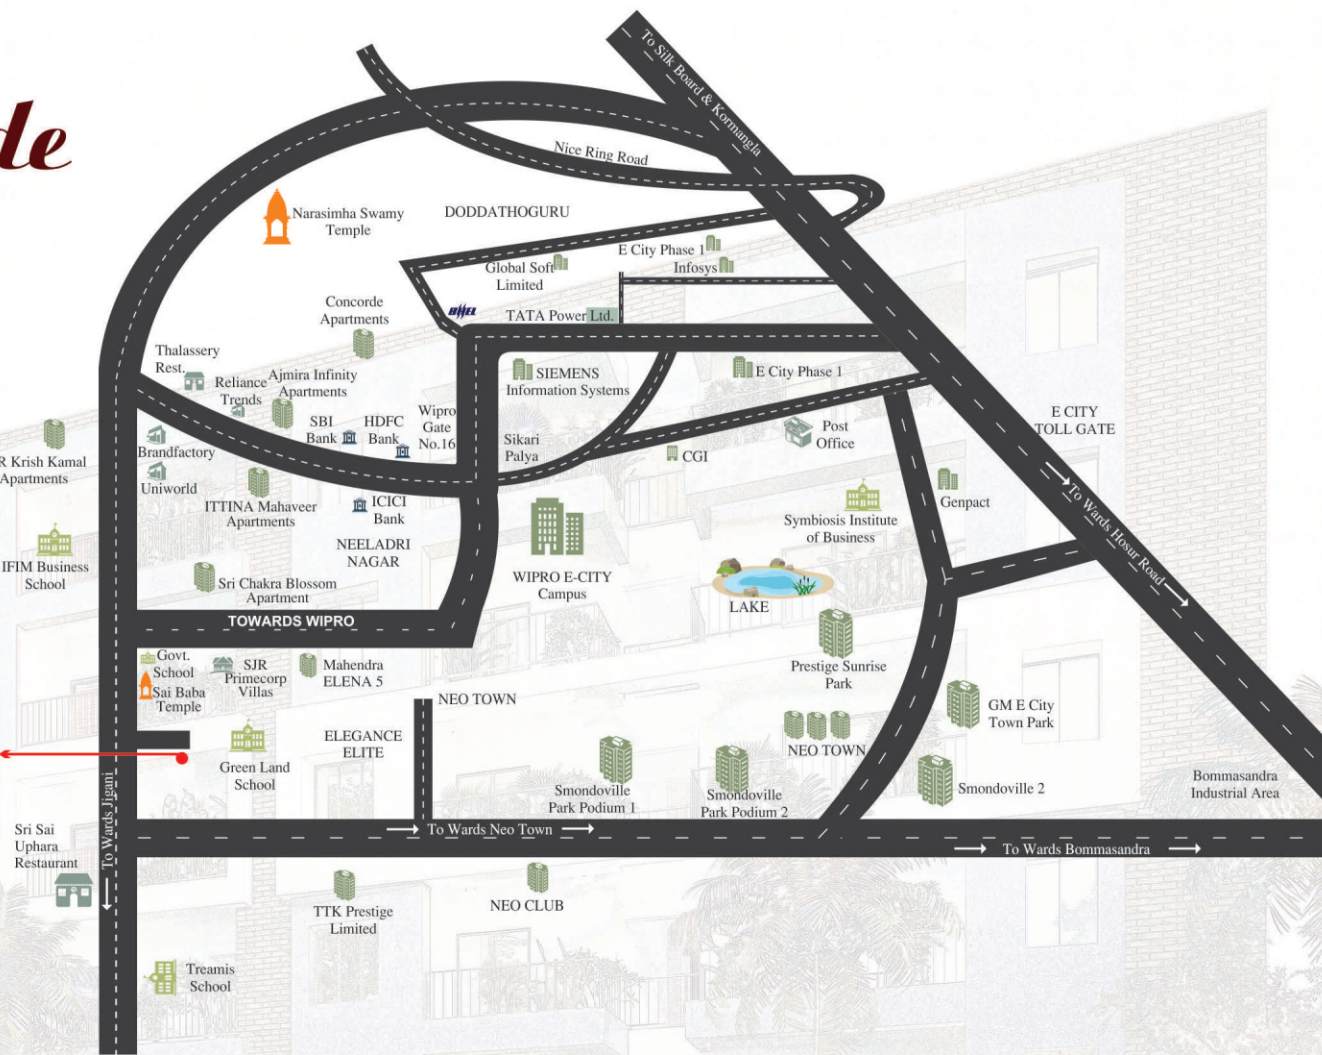 de
To Silk Board & Kormangla
Nice Ring Road
Narasimha Swamy
Temple
DODDATHOGURU
E City Phase 1
Infosys
Global Soft
Limited
Concorde
Apartments
BHEL
TATA Power Ltd.
Thalassery
Rest.
Reliance
Trends
Ajmira Infinity
Apartments
SIEMENS
Information Systems
E City Phase 1
SBI
Bank
HDFC
Bank
Wipro
Gate
No.16
Sikari
Palya
Post
Office
E CITY
TOLL GATE
R Krish Kamal
Apartments
Brandfactory
Uniworld
CGI
ITTINA Mahaveer
Apartments
ICICI
Bank
Genpact
Symbiosis Institute
of Business
To Wards Hosur Road
NEELADRI
NAGAR
IFIM Business
School
Sri Chakra Blossom
Apartment
WIPRO E-CITY
Campus
LAKE
TOWARDS WIPRO
Govt.
School
Sai Baba
Temple
SJR
Primecorp
Villas
Mahendra
ELENA 5
Prestige Sunrise
Park
NEO TOWN
GM E City
Town Park
ELEGANCE
ELITE
NEO TOWN
Green Land
School
Smondoville
Park Podium 1
Smondoville
Park Podium 2
Smondoville 2
Bommasandra
Industrial Area
To Wards Jigani
Sri Sai
Uphara
Restaurant
To Wards Neo Town
To Wards Bommasandra
TTK Prestige
Limited
NEO CLUB
Treamis
School